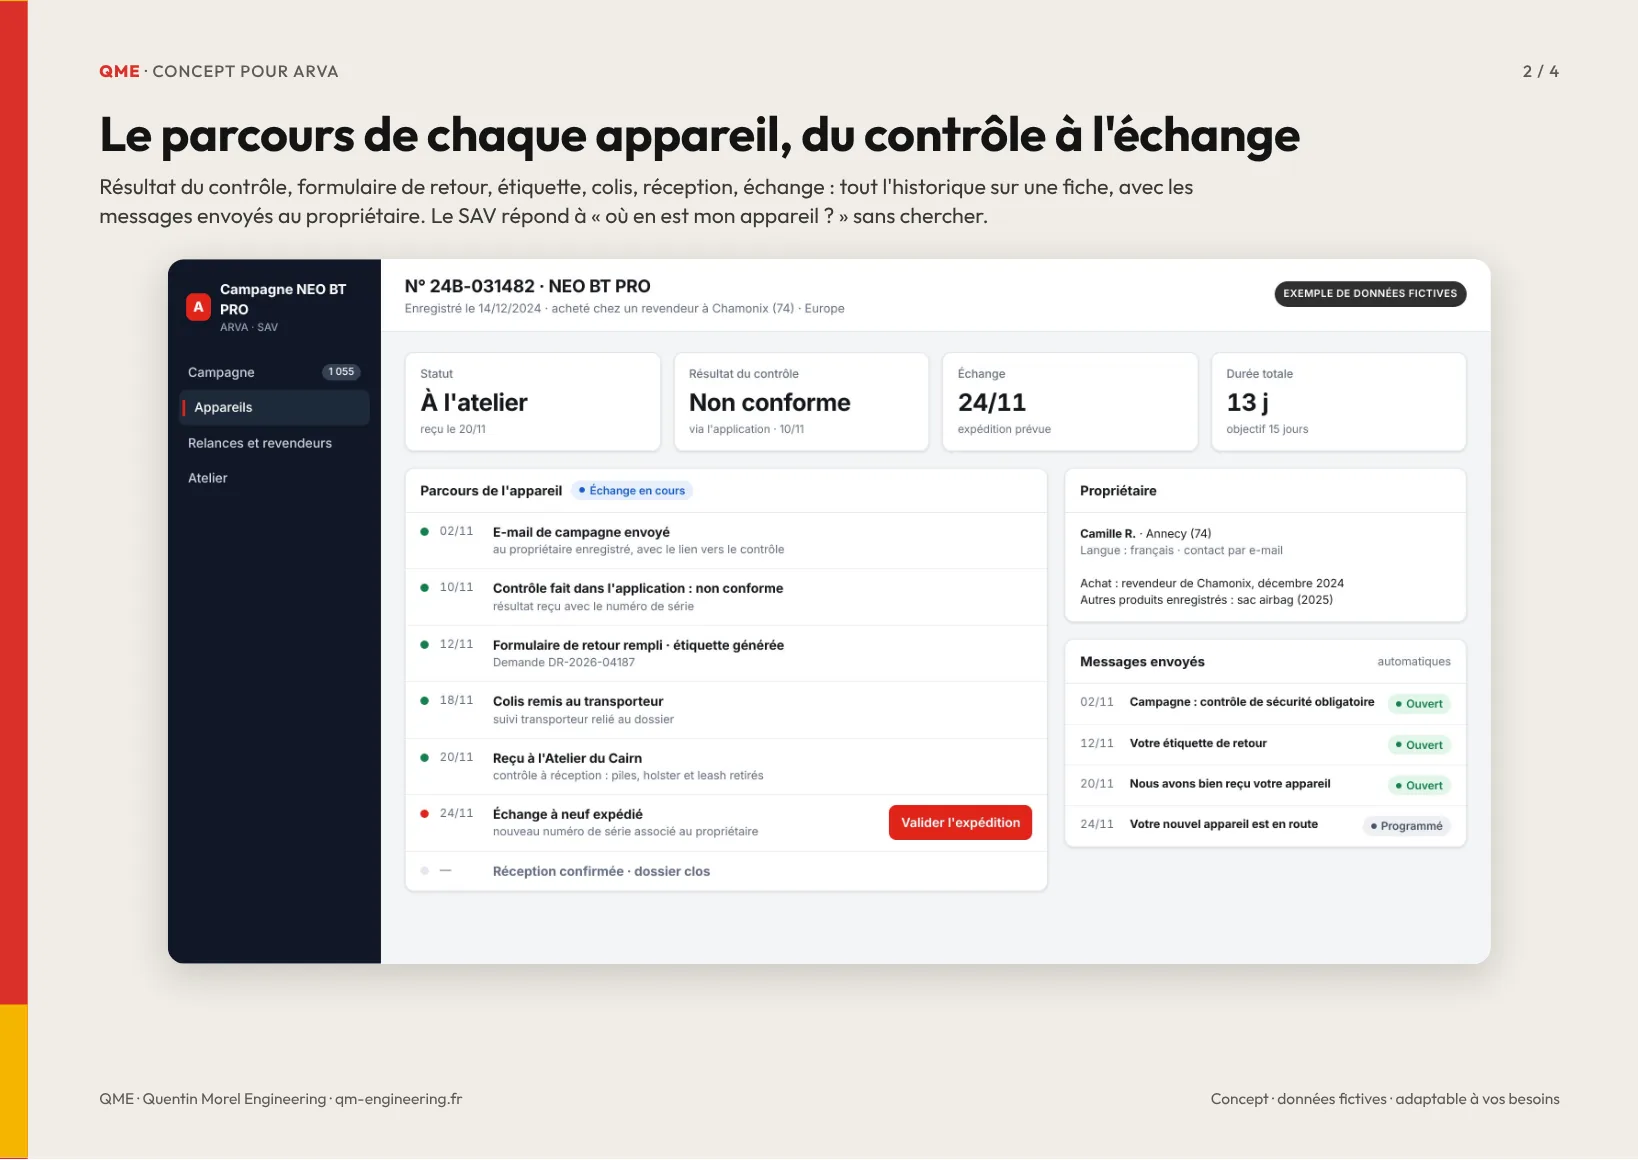 QME · CONCEPT POUR ARVA
2 / 4
Le parcours de chaque appareil, du contrôle à l'échange
Résultat du contrôle, formulaire de retour, étiquette, colis, réception, échange : tout l'historique sur une fiche, avec les
messages envoyés au propriétaire. Le SAV répond à « où en est mon appareil ? » sans chercher.
A
Campagne NEO BT
PRO
ARVA · SAV
Campagne 1 055
Appareils
Relances et revendeurs
Atelier
N° 24B-031482 · NEO BT PRO
Enregistré le 14/12/2024 · acheté chez un revendeur à Chamonix (74) · Europe
EXEMPLE DE DONNÉES FICTIVES
Statut
À l'atelier
reçu le 20/11
Résultat du contrôle
Non conforme
via l'application · 10/11
Échange
24/11
expédition prévue
Durée totale
13 j
objectif 15 jours
Parcours de l'appareil Échange en cours
02/11 E-mail de campagne envoyé
au propriétaire enregistré, avec le lien vers le contrôle
10/11 Contrôle fait dans l'application : non conforme
résultat reçu avec le numéro de série
12/11 Formulaire de retour rempli · étiquette générée
Demande DR-2026-04187
18/11 Colis remis au transporteur
suivi transporteur relié au dossier
20/11 Reçu à l'Atelier du Cairn
contrôle à réception : piles, holster et leash retirés
24/11 Échange à neuf expédié
nouveau numéro de série associé au propriétaire
Valider l'expédition
— Réception confirmée · dossier clos
Propriétaire
Camille R. · Annecy (74)
Langue : français · contact par e-mail
Achat : revendeur de Chamonix, décembre 2024
Autres produits enregistrés : sac airbag (2025)
Messages envoyés automatiques
02/11 Campagne : contrôle de sécurité obligatoire Ouvert
12/11 Votre étiquette de retour Ouvert
20/11 Nous avons bien reçu votre appareil Ouvert
24/11 Votre nouvel appareil est en route Programmé
QME · Quentin Morel Engineering · qm-engineering.fr
Concept · données fictives · adaptable à vos besoins